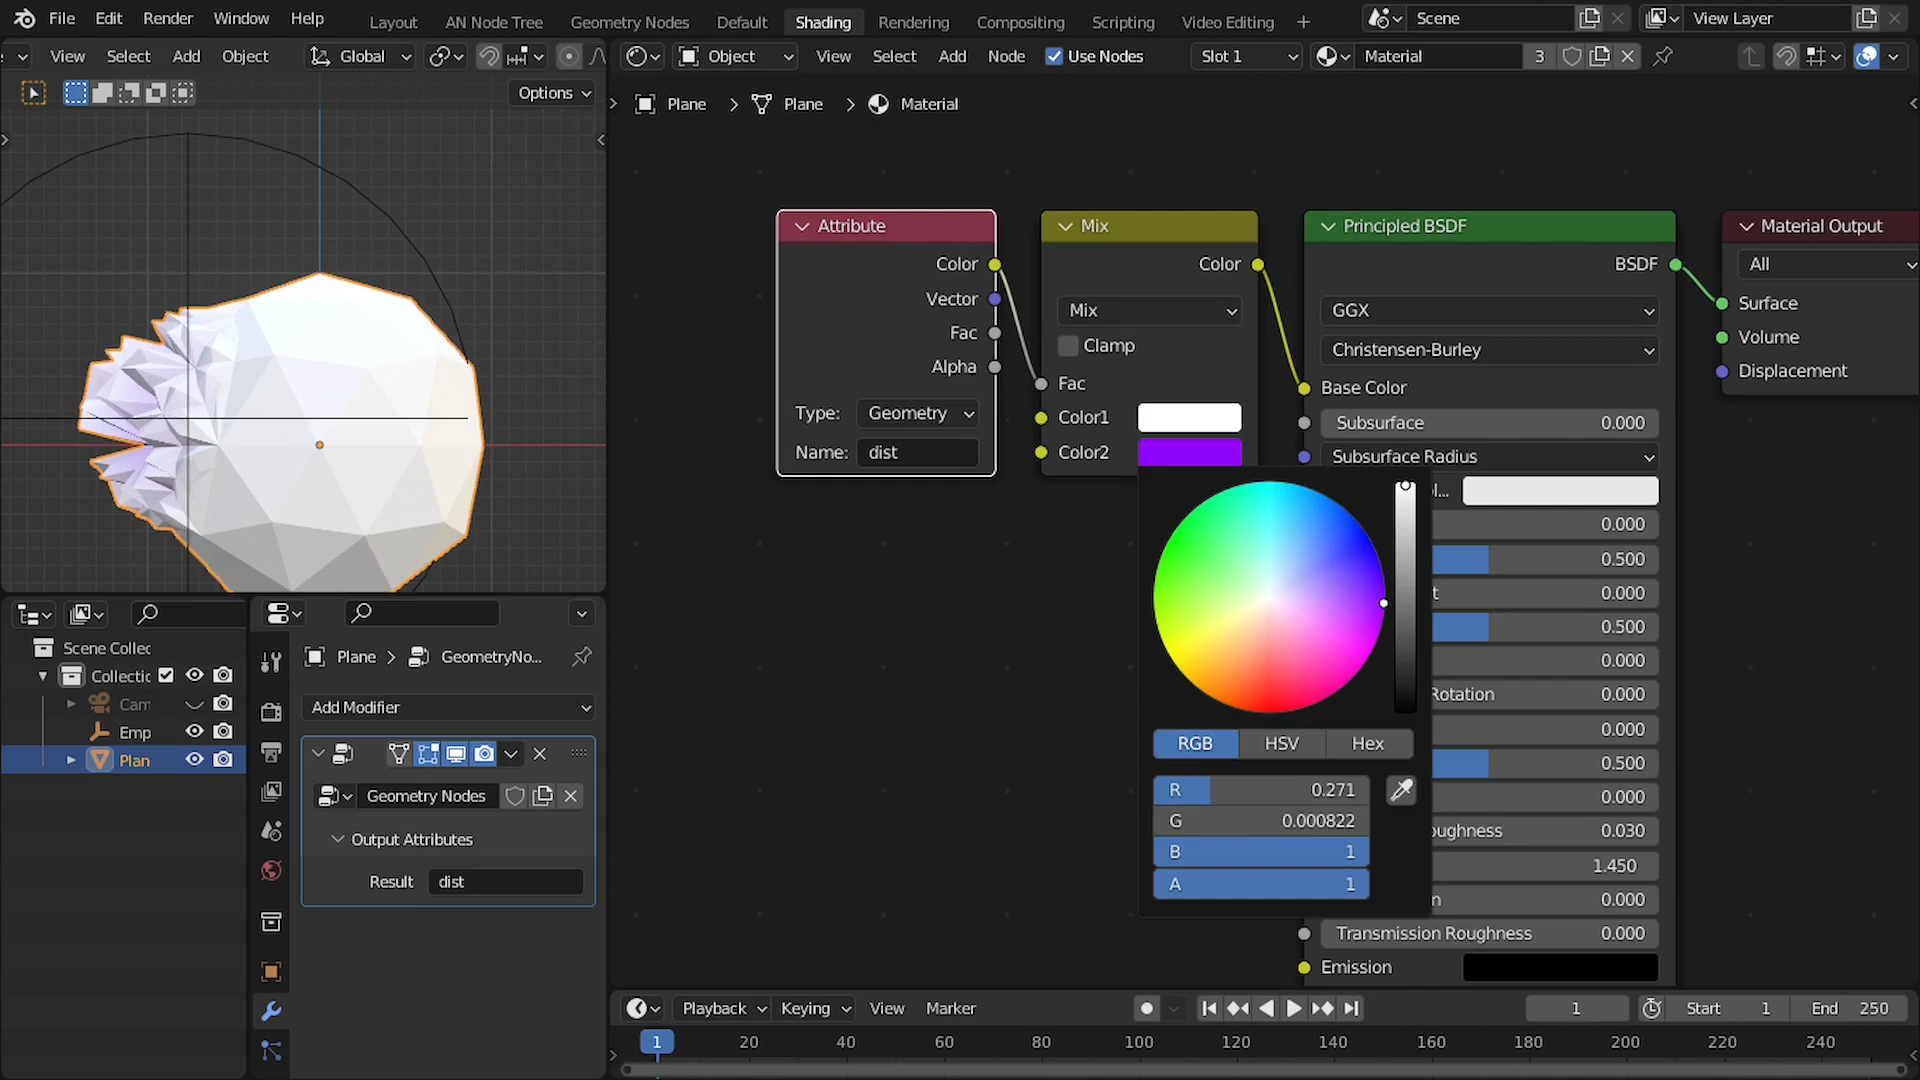 File Edit Render Window Help Layout AN Node Tree Geometry Nodes Default Shading Rendering Compositing Scripting Video Editing + Scene View Layer
View Select Add Object Global Object View Select Add Node Use Nodes Slot 1 Material 3
Options
Plane > Plane > Material
Attribute
Color
Vector
Fac
Alpha
Type: Geometry
Name: dist
Mix
Color
Mix
Clamp
Fac
Color1
Color2
Principled BSDF
BSDF
GGX
Christensen-Burley
Base Color
Subsurface 0.000
Subsurface Radius
l...
0.000
0.500
t 0.000
0.500
0.000
Rotation 0.000
0.000
0.500
0.000
oughness 0.030
1.450
n 0.000
Transmission Roughness 0.000
Emission
Material Output
All
Surface
Volume
Displacement
RGB HSV Hex
R 0.271
G 0.000822
B 1
A 1
Scene Collec
Collectic
Cam
Emp
Plan
Plane > GeometryNo...
Add Modifier
Geometry Nodes
Output Attributes
Result dist
Playback Keying View Marker 1 Start 1 End 250
1 20 40 60 80 100 120 140 160 180 200 220 240